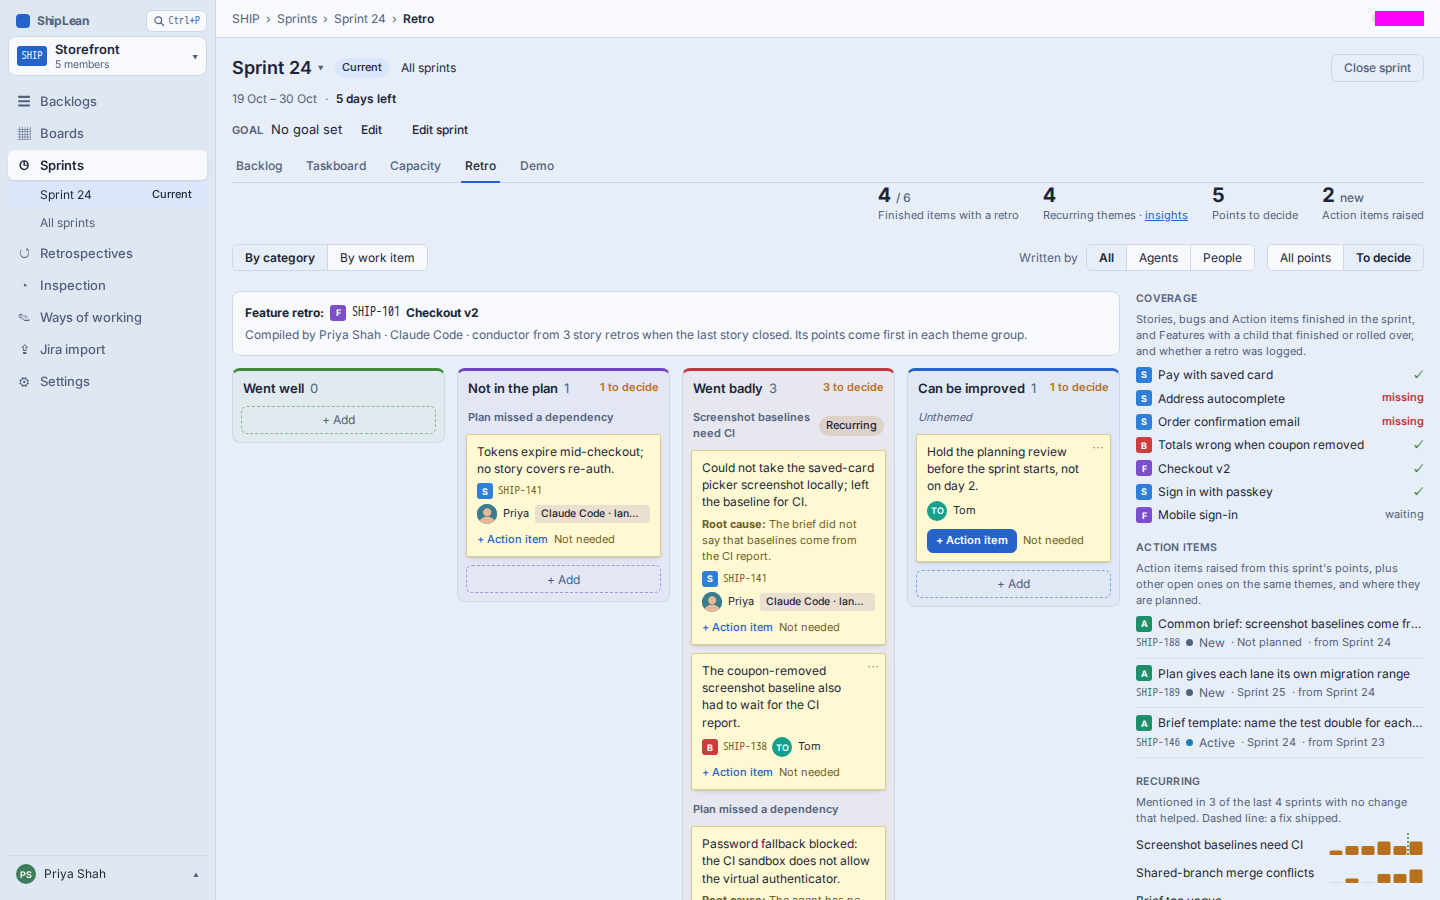 ShipLean
Ctrl+P
SHIP
Storefront
5 members
Backlogs
Boards
Sprints
Sprint 24
Current
All sprints
Retrospectives
Inspection
Ways of working
Jira import
Settings
PS
Priya Shah
SHIP › Sprints › Sprint 24 › Retro
Sprint 24
Current
All sprints
Close sprint
19 Oct – 30 Oct · 5 days left
GOAL No goal set Edit Edit sprint
Backlog Taskboard Capacity Retro Demo
4 / 6
Finished items with a retro
4
Recurring themes · insights
5
Points to decide
2 new
Action items raised
By category By work item
Written by All Agents People All points To decide
Feature retro: F SHIP-101 Checkout v2
Compiled by Priya Shah · Claude Code · conductor from 3 story retros when the last story closed. Its points come first in each theme group.
Went well 0
+ Add
Not in the plan 1 1 to decide
Plan missed a dependency
Tokens expire mid-checkout;
no story covers re-auth.
S SHIP-141
Priya Claude Code · lan...
+ Action item Not needed
+ Add
Went badly 3 3 to decide
Screenshot baselines
need CI
Recurring
Could not take the saved-card
picker screenshot locally; left
the baseline for CI.
Root cause: The brief did not
say that baselines come from
the CI report.
S SHIP-141
Priya Claude Code · lan...
+ Action item Not needed
The coupon-removed
screenshot baseline also
had to wait for the CI
report.
B SHIP-138 TO Tom
+ Action item Not needed
Plan missed a dependency
Password fallback blocked:
the CI sandbox does not allow
the virtual authenticator.
Root cause: The agent has no
Can be improved 1 1 to decide
Unthemed
Hold the planning review
before the sprint starts, not
on day 2.
TO Tom
+ Action item Not needed
+ Add
COVERAGE
Stories, bugs and Action items finished in the sprint,
and Features with a child that finished or rolled over,
and whether a retro was logged.
S Pay with saved card ✓
S Address autocomplete missing
S Order confirmation email missing
B Totals wrong when coupon removed ✓
F Checkout v2 ✓
S Sign in with passkey ✓
F Mobile sign-in waiting
ACTION ITEMS
Action items raised from this sprint's points, plus
other open ones on the same themes, and where they
are planned.
A Common brief: screenshot baselines come fr...
SHIP-188 New · Not planned · from Sprint 24
A Plan gives each lane its own migration range
SHIP-189 New · Sprint 25 · from Sprint 24
A Brief template: name the test double for each...
SHIP-146 Active · Sprint 24 · from Sprint 23
RECURRING
Mentioned in 3 of the last 4 sprints with no change
that helped. Dashed line: a fix shipped.
Screenshot baselines need CI
Shared-branch merge conflicts
Brief too vague